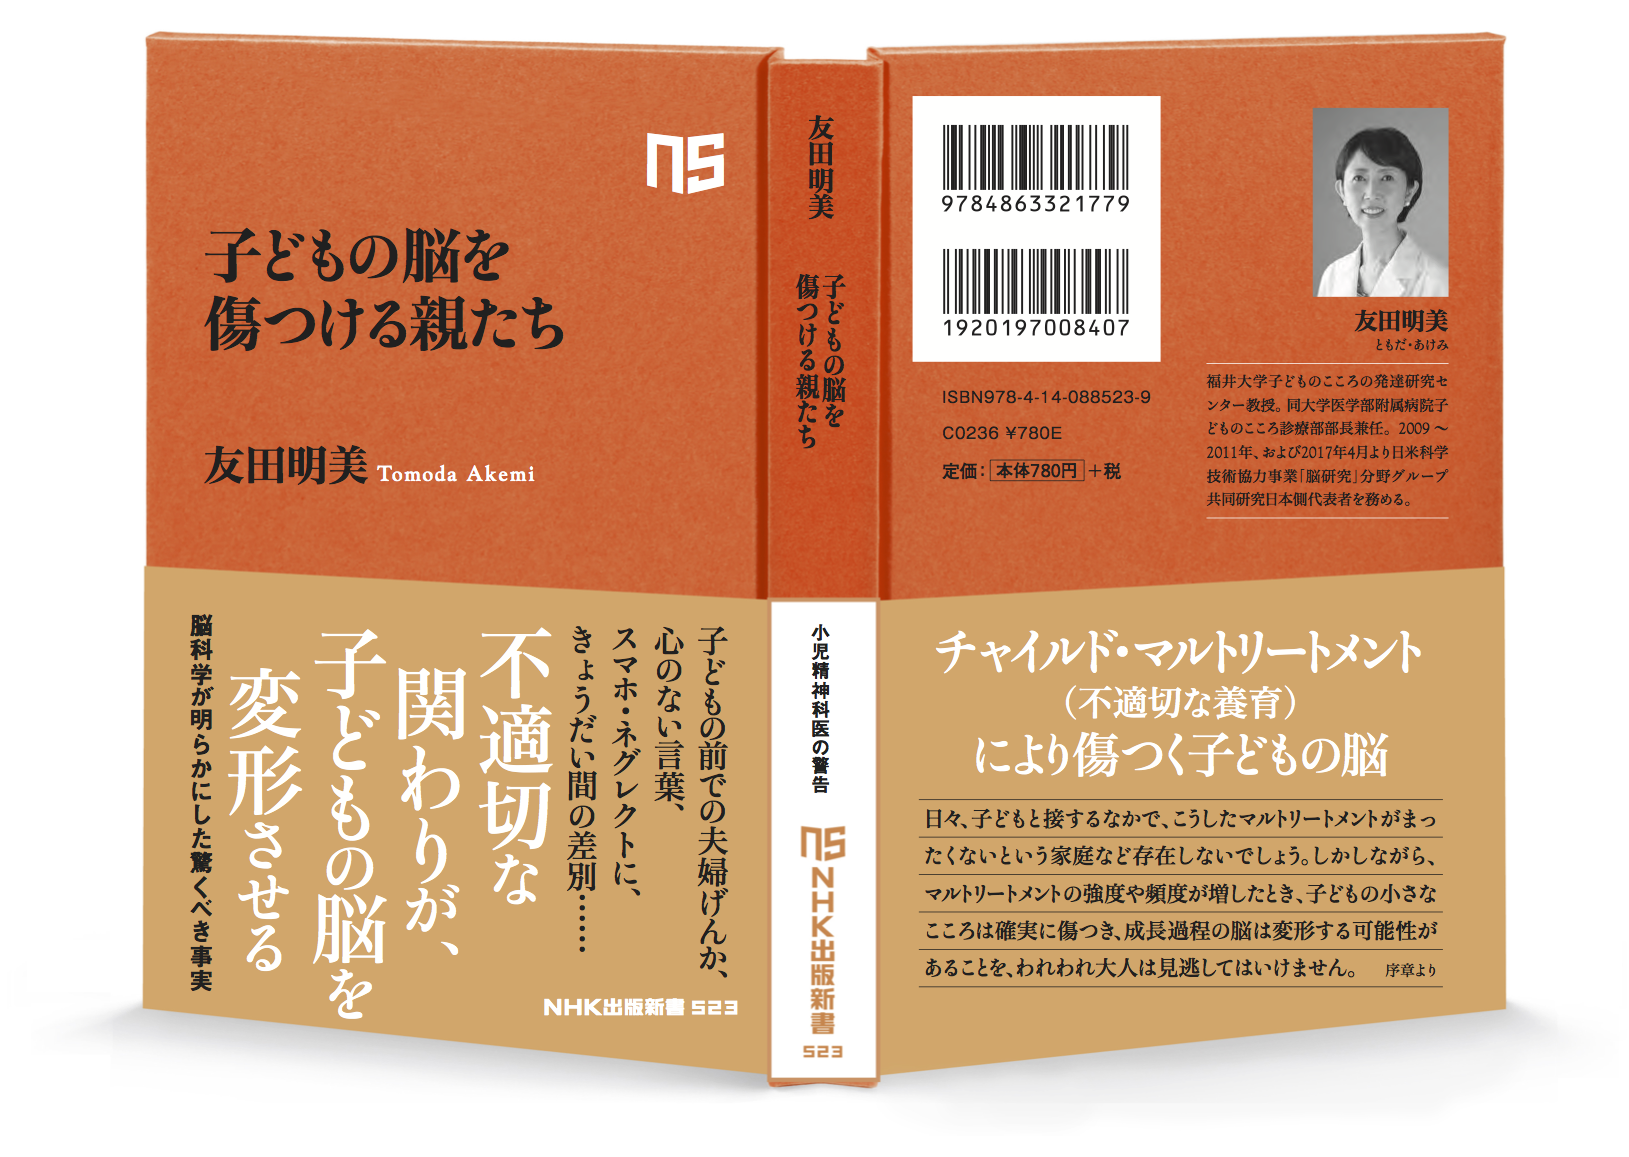 NS
子どもの脳を
傷つける親たち
友田明美 Tomoda Akemi
子どもの前での夫婦げんか、
心のない言葉、
スマホ・ネグレクトに、
きょうだい間の差別……
不適切な
関わりが、
子どもの脳を
変形させる
脳科学が明らかにした驚くべき事実
NHK出版新書 523
友田明美
子どもの脳を
傷つける親たち
小児精神科医の警告
NS
NHK出版新書
523
9784863321779
1920197008407
ISBN978-4-14-088523-9
C0236 ¥780E
定価：本体780円＋税
友田明美
ともだ・あけみ
福井大学子どものこころの発達研究セ
ンター教授。同大学医学部附属病院子
どものこころ診療部部長兼任。2009〜
2011年、および2017年4月より日米科学
技術協力事業「脳研究」分野グループ
共同研究日本側代表者を務める。
チャイルド・マルトリートメント
（不適切な養育）
により傷つく子どもの脳
日々、子どもと接するなかで、こうしたマルトリートメントがまっ
たくないという家庭など存在しないでしょう。しかしながら、
マルトリートメントの強度や頻度が増したとき、子どもの小さな
こころは確実に傷つき、成長過程の脳は変形する可能性が
あることを、われわれ大人は見逃してはいけません。 序章より